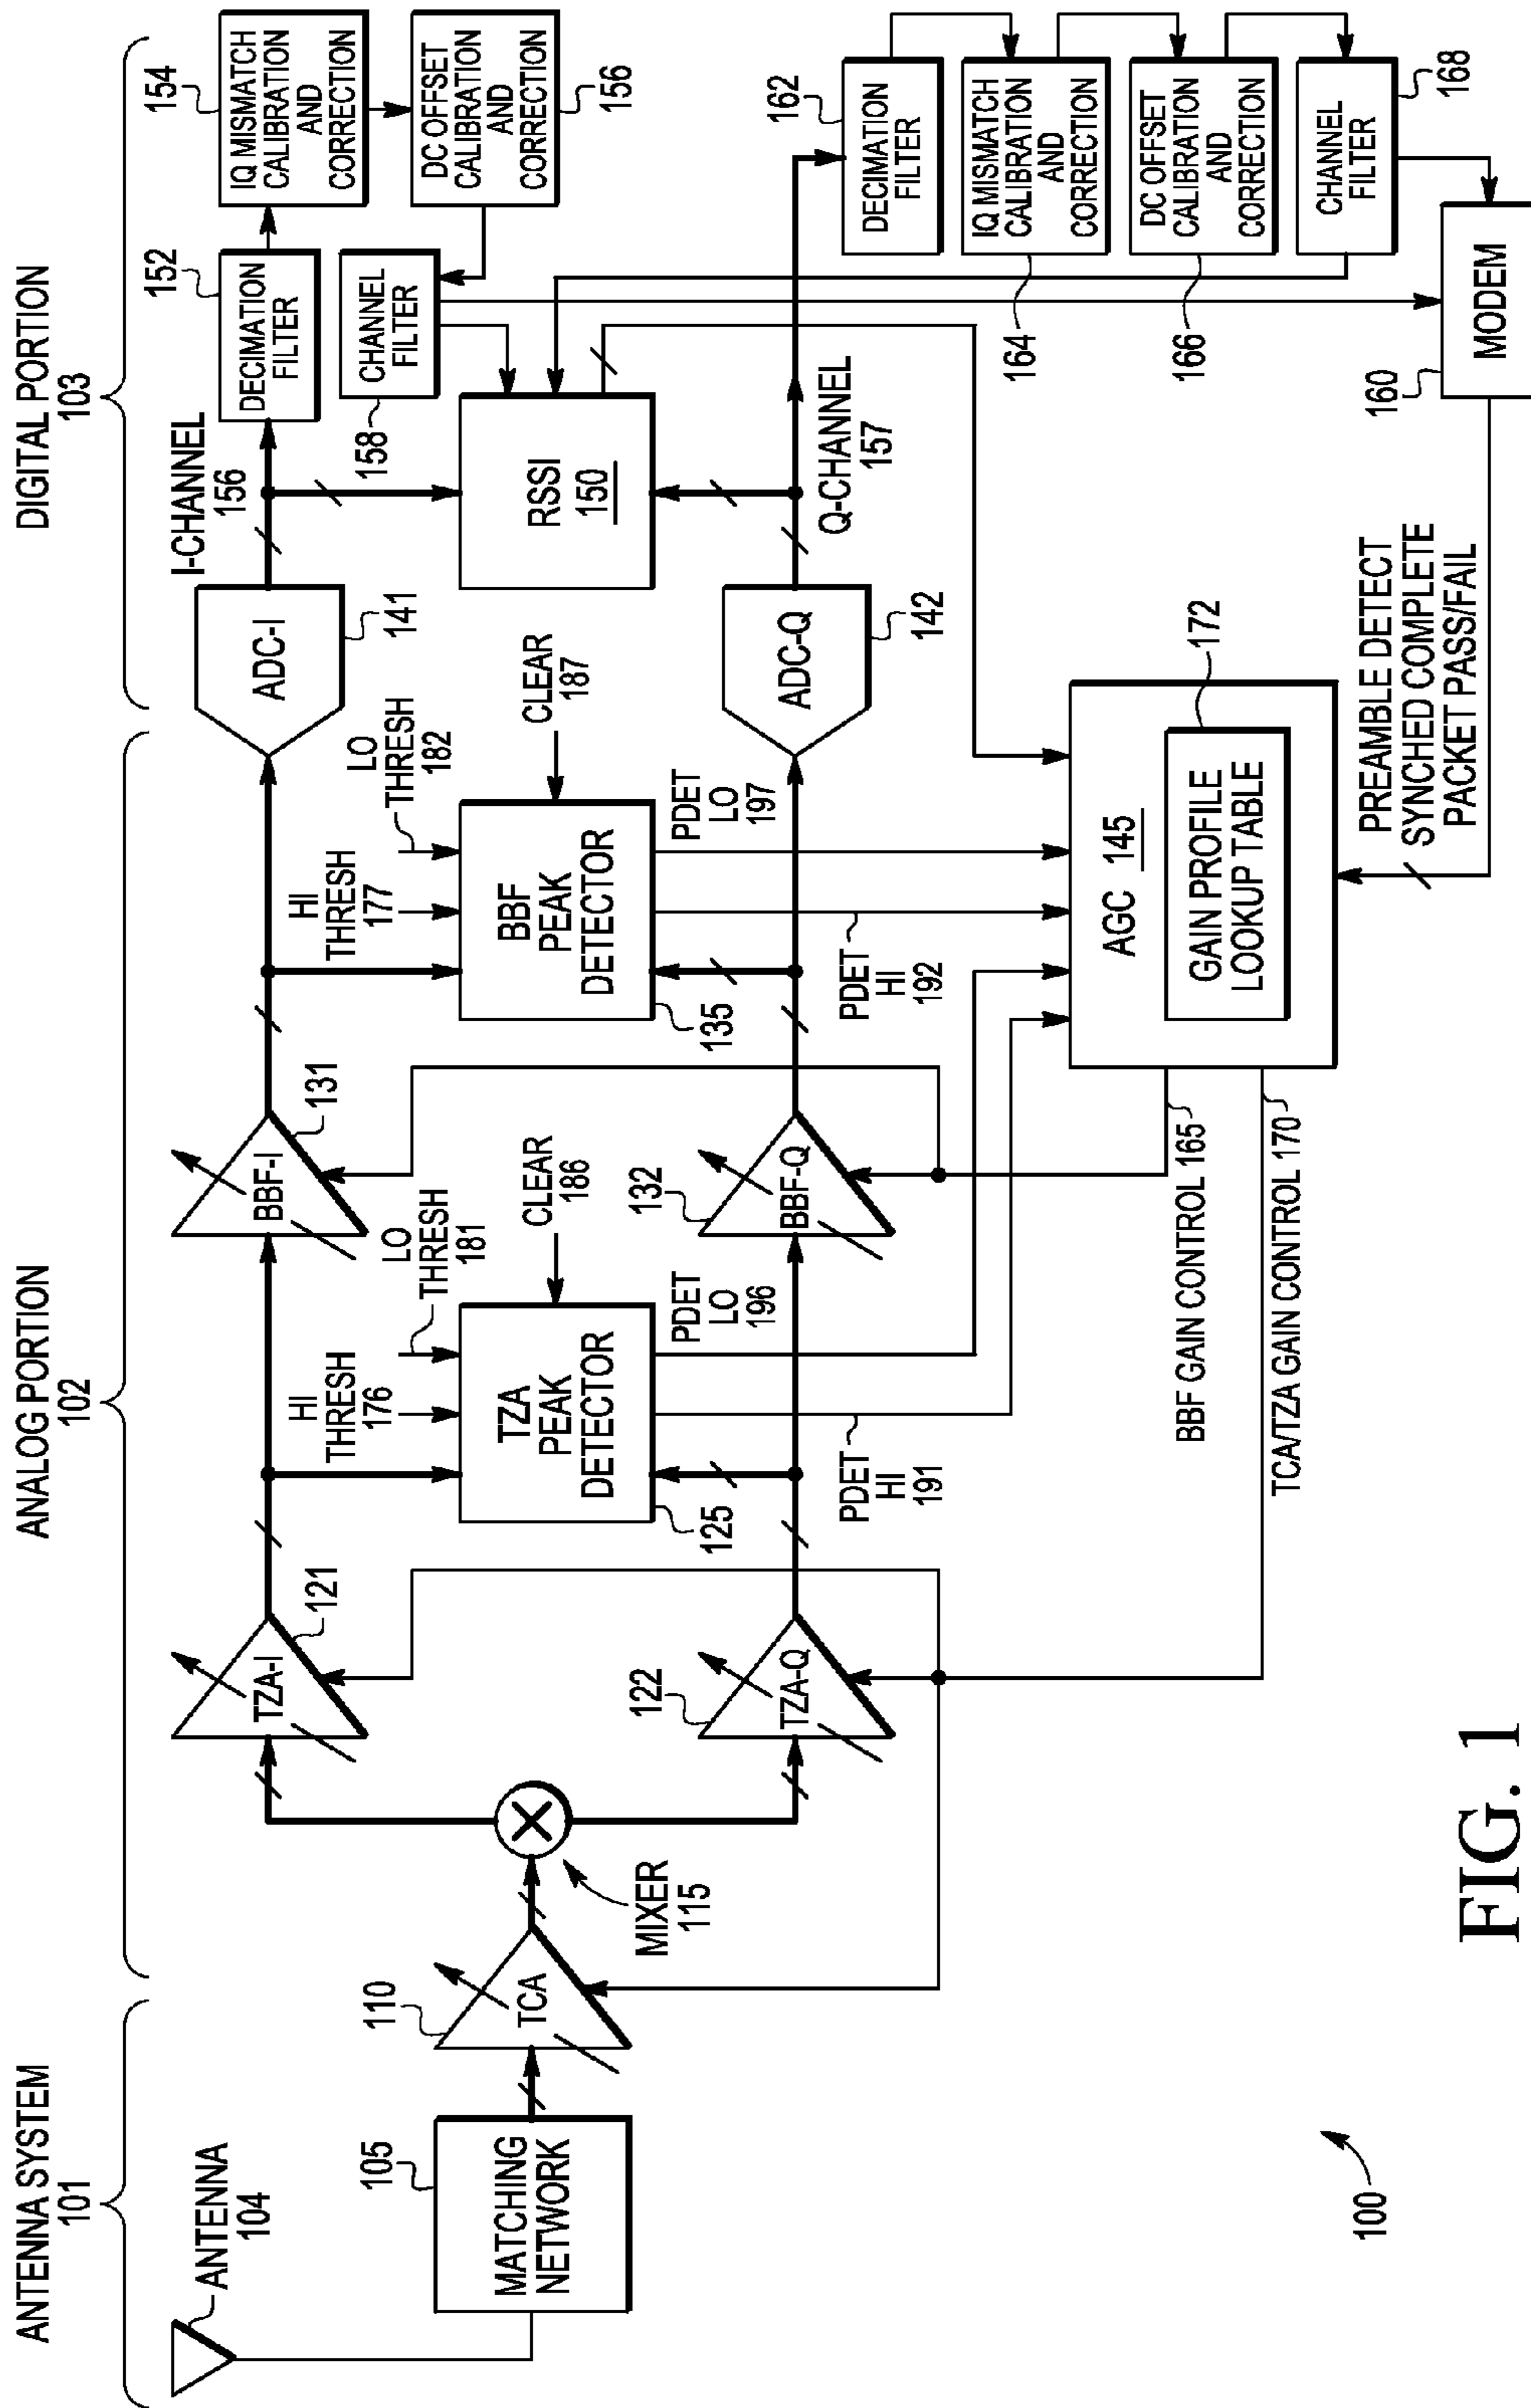 ANTENNA SYSTEM
101
ANALOG PORTION
102
DIGITAL PORTION
103
ANTENNA
104
105
MATCHING
NETWORK
110
TCA
MIXER
115
TZA-I
121
122
TZA-Q
HI
THRESH
176
LO
THRESH
181
CLEAR
186
TZA
PEAK
DETECTOR
125
PDET
LO
196
PDET
HI
191
BBF-I
131
132
BBF-Q
HI
THRESH
177
LO
THRESH
182
CLEAR
187
BBF
PEAK
DETECTOR
135
PDET
LO
197
PDET
HI
192
ADC-I
141
ADC-Q
142
I-CHANNEL
156
RSSI
150
Q-CHANNEL
157
152
DECIMATION
FILTER
154
IQ MISMATCH
CALIBRATION
AND
CORRECTION
DC OFFSET
CALIBRATION
AND
CORRECTION
156
CHANNEL
FILTER
158
162
DECIMATION
FILTER
IQ MISMATCH
CALIBRATION
AND
CORRECTION
164
DC OFFSET
CALIBRATION
AND
CORRECTION
166
CHANNEL
FILTER
168
160
MODEM
AGC 145
GAIN PROFILE
LOOKUP TABLE
172
BBF GAIN CONTROL 165
TCA/TZA GAIN CONTROL 170
PREAMBLE DETECT
SYNCHED COMPLETE
PACKET PASS/FAIL
100
FIG. 1